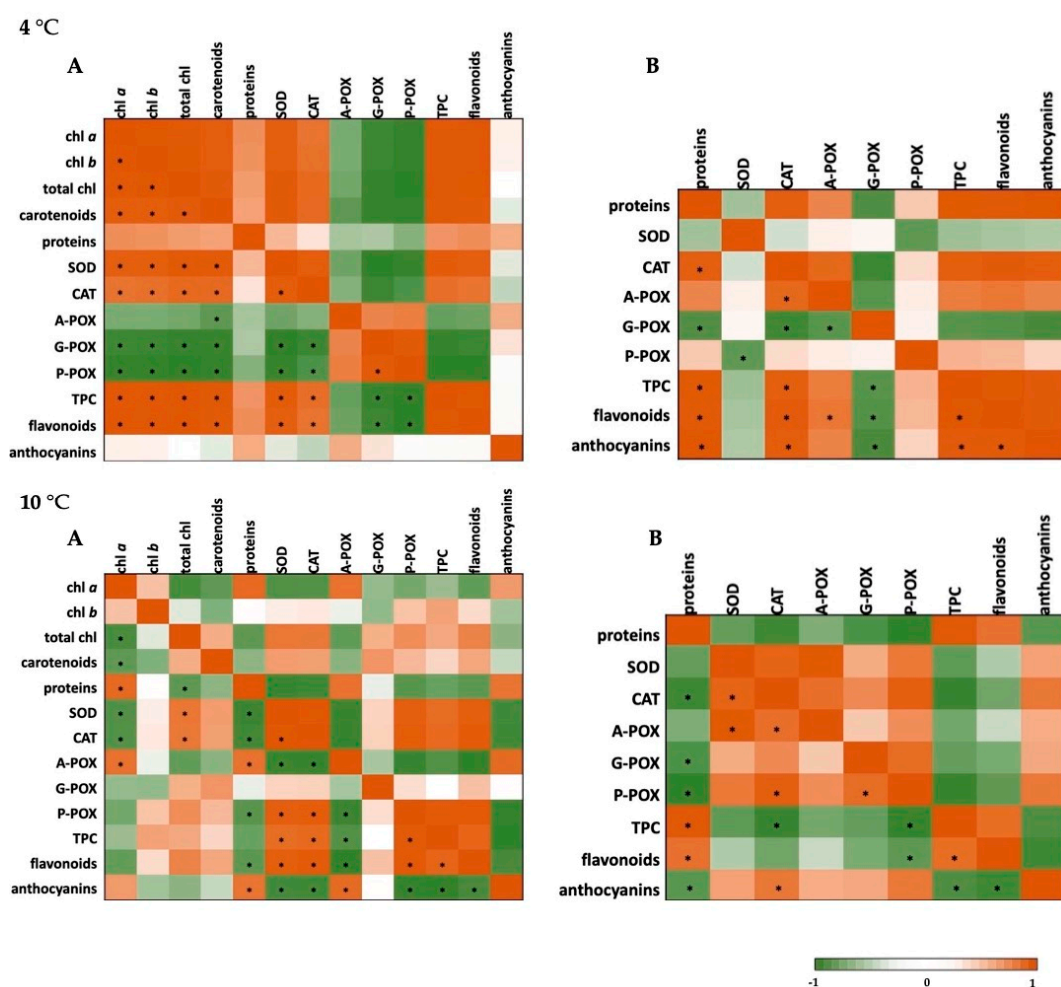 4 °C
A
chl a chl b total chl carotenoids proteins SOD CAT A-POX G-POX P-POX TPC flavonoids anthocyanins
chl a
chl b
total chl
carotenoids
proteins
SOD
CAT
A-POX
G-POX
P-POX
TPC
flavonoids
anthocyanins
B
proteins SOD CAT A-POX G-POX P-POX TPC flavonoids anthocyanins
proteins
SOD
CAT
A-POX
G-POX
P-POX
TPC
flavonoids
anthocyanins
10 °C
A
chl a chl b total chl carotenoids proteins SOD CAT A-POX G-POX P-POX TPC flavonoids anthocyanins
chl a
chl b
total chl
carotenoids
proteins
SOD
CAT
A-POX
G-POX
P-POX
TPC
flavonoids
anthocyanins
B
proteins SOD CAT A-POX G-POX P-POX TPC flavonoids anthocyanins
proteins
SOD
CAT
A-POX
G-POX
P-POX
TPC
flavonoids
anthocyanins
-1 0 1